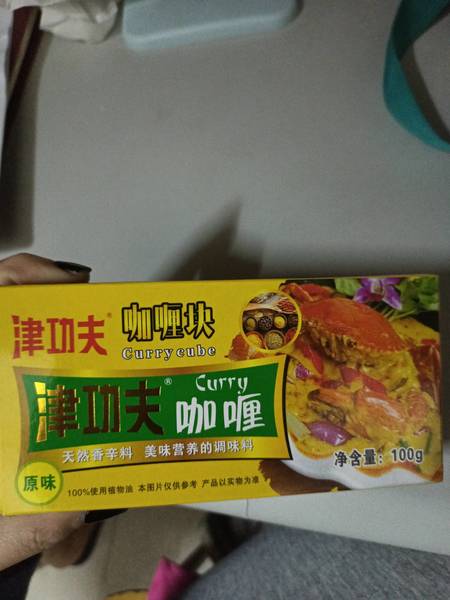 津功夫® 咖喱块
Curry cube
津功夫® Curry
咖喱
天然香辛料 美味营养的调味料
净含量：100g
原味
100%使用植物油 本图片仅供参考 产品以实物为准